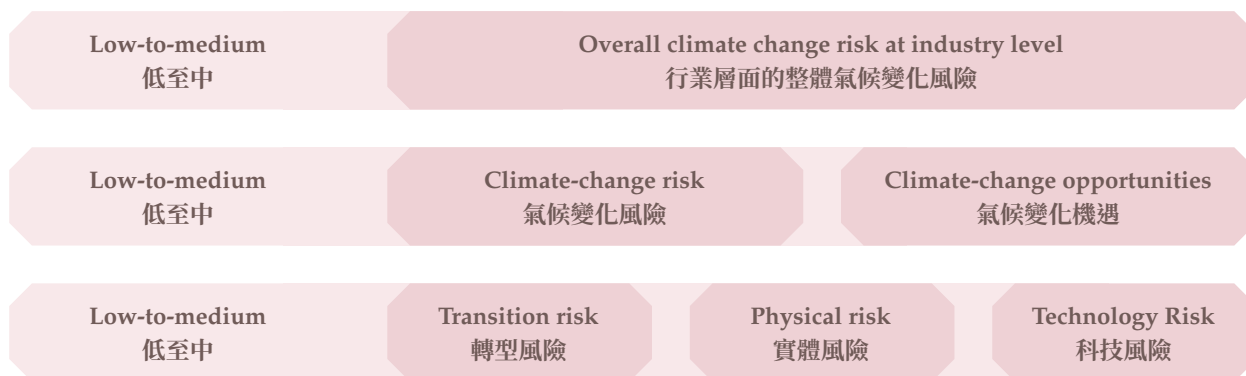 Low-to-medium
低至中
Overall climate change risk at industry level
行業層面的整體氣候變化風險
Low-to-medium
低至中
Climate-change risk
氣候變化風險
Climate-change opportunities
氣候變化機遇
Low-to-medium
低至中
Transition risk
轉型風險
Physical risk
實體風險
Technology Risk
科技風險